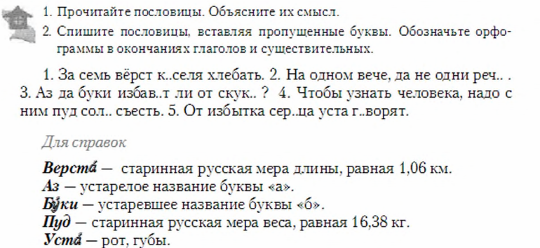 1. Прочитайте пословицы. Объясните их смысл.
2. Спишите пословицы, вставляя пропущенные буквы. Обозначьте орфо-
граммы в окончаниях глаголов и существительных.
1. За семь вёрст к..селя хлебать. 2. На одном вече, да не одни реч.. .
3. Аз да буки избав..т ли от скук.. ? 4. Чтобы узнать человека, надо с
ним пуд сол.. съесть. 5. От избытка сер..ца уста г..ворят.
Для справок
Верста́ — старинная русская мера длины, равная 1,06 км.
Аз — устарелое название буквы «а».
Бу́ки — устаревшее название буквы «б».
Пуд — старинная русская мера веса, равная 16,38 кг.
Уста́ — рот, губы.